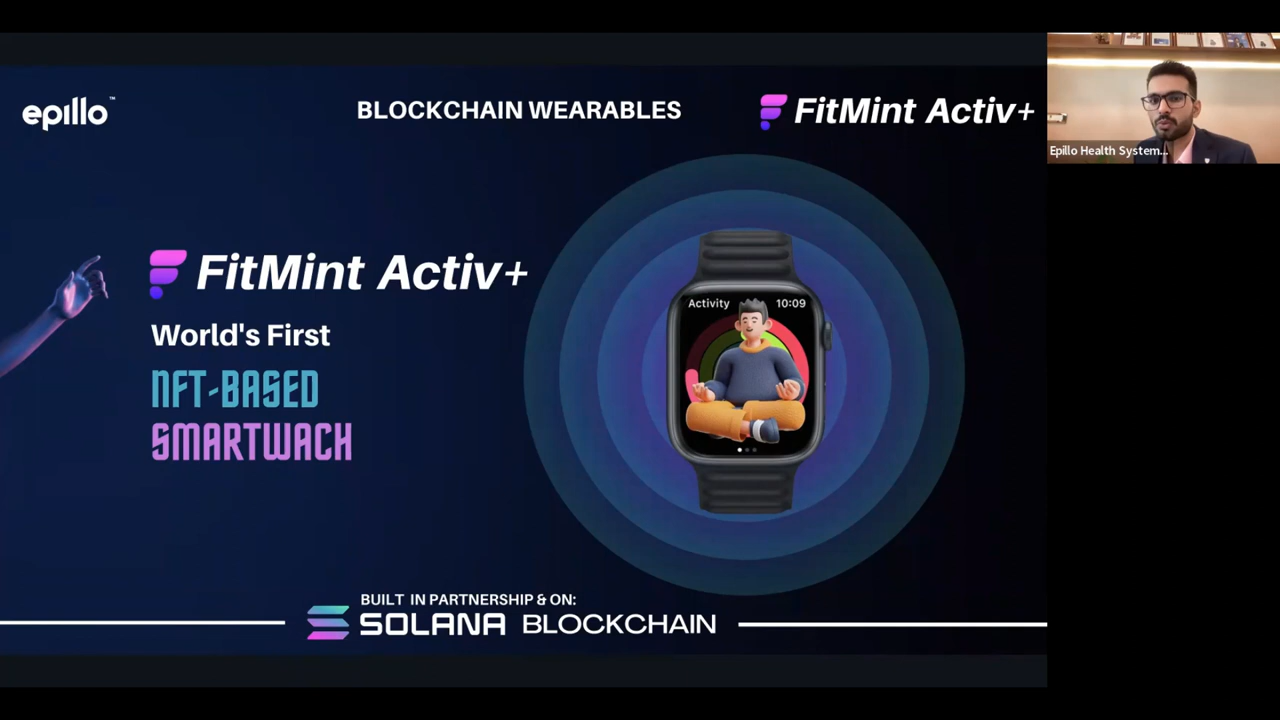 epillo™
BLOCKCHAIN WEARABLES
FitMint Activ+
Epillo Health System...
FitMint Activ+
World's First
NFT-BASED
SMARTWACH
Activity 10:09
BUILT IN PARTNERSHIP & ON:
SOLANA BLOCKCHAIN